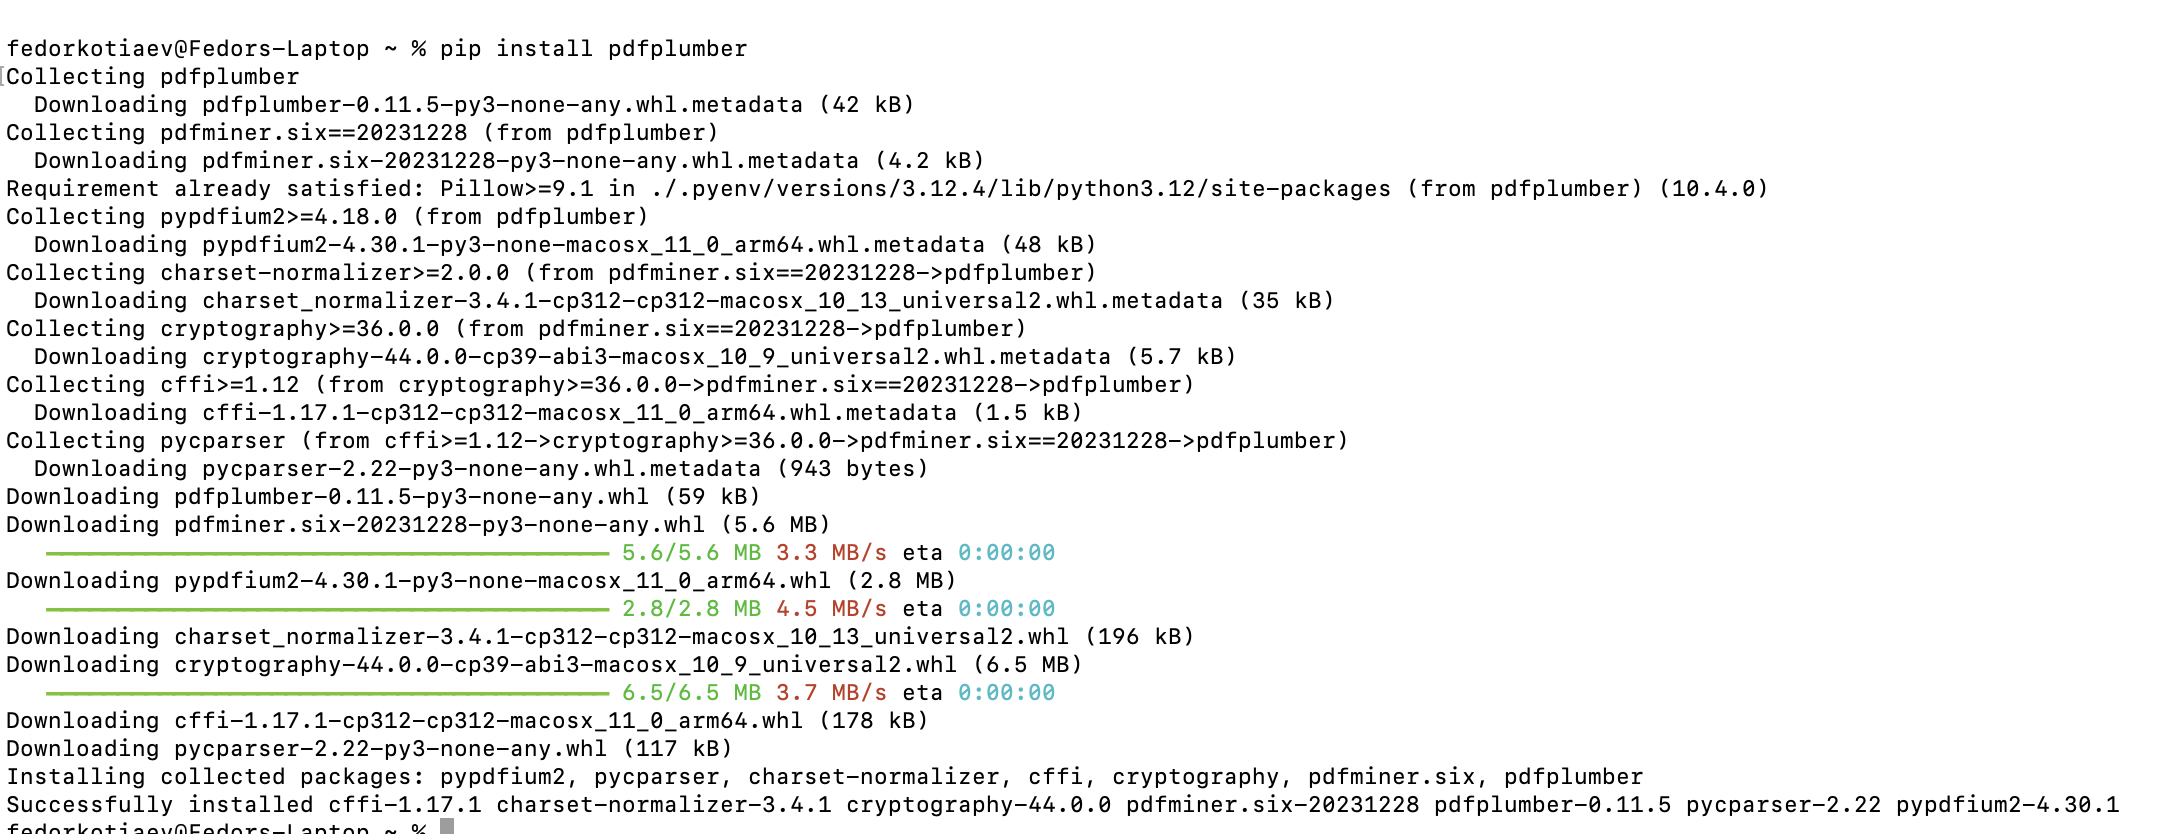 fedorkotiaev@Fedors-Laptop ~ % pip install pdfplumber
[Collecting pdfplumber
  Downloading pdfplumber-0.11.5-py3-none-any.whl.metadata (42 kB)
Collecting pdfminer.six==20231228 (from pdfplumber)
  Downloading pdfminer.six-20231228-py3-none-any.whl.metadata (4.2 kB)
Requirement already satisfied: Pillow>=9.1 in ./.pyenv/versions/3.12.4/lib/python3.12/site-packages (from pdfplumber) (10.4.0)
Collecting pypdfium2>=4.18.0 (from pdfplumber)
  Downloading pypdfium2-4.30.1-py3-none-macosx_11_0_arm64.whl.metadata (48 kB)
Collecting charset-normalizer>=2.0.0 (from pdfminer.six==20231228->pdfplumber)
  Downloading charset_normalizer-3.4.1-cp312-cp312-macosx_10_13_universal2.whl.metadata (35 kB)
Collecting cryptography>=36.0.0 (from pdfminer.six==20231228->pdfplumber)
  Downloading cryptography-44.0.0-cp39-abi3-macosx_10_9_universal2.whl.metadata (5.7 kB)
Collecting cffi>=1.12 (from cryptography>=36.0.0->pdfminer.six==20231228->pdfplumber)
  Downloading cffi-1.17.1-cp312-cp312-macosx_11_0_arm64.whl.metadata (1.5 kB)
Collecting pycparser (from cffi>=1.12->cryptography>=36.0.0->pdfminer.six==20231228->pdfplumber)
  Downloading pycparser-2.22-py3-none-any.whl.metadata (943 bytes)
Downloading pdfplumber-0.11.5-py3-none-any.whl (59 kB)
Downloading pdfminer.six-20231228-py3-none-any.whl (5.6 MB)
5.6/5.6 MB 3.3 MB/s eta 0:00:00
Downloading pypdfium2-4.30.1-py3-none-macosx_11_0_arm64.whl (2.8 MB)
2.8/2.8 MB 4.5 MB/s eta 0:00:00
Downloading charset_normalizer-3.4.1-cp312-cp312-macosx_10_13_universal2.whl (196 kB)
Downloading cryptography-44.0.0-cp39-abi3-macosx_10_9_universal2.whl (6.5 MB)
6.5/6.5 MB 3.7 MB/s eta 0:00:00
Downloading cffi-1.17.1-cp312-cp312-macosx_11_0_arm64.whl (178 kB)
Downloading pycparser-2.22-py3-none-any.whl (117 kB)
Installing collected packages: pypdfium2, pycparser, charset-normalizer, cffi, cryptography, pdfminer.six, pdfplumber
Successfully installed cffi-1.17.1 charset-normalizer-3.4.1 cryptography-44.0.0 pdfminer.six-20231228 pdfplumber-0.11.5 pycparser-2.22 pypdfium2-4.30.1
fedorkotiaev@Fedors-Laptop ~ %